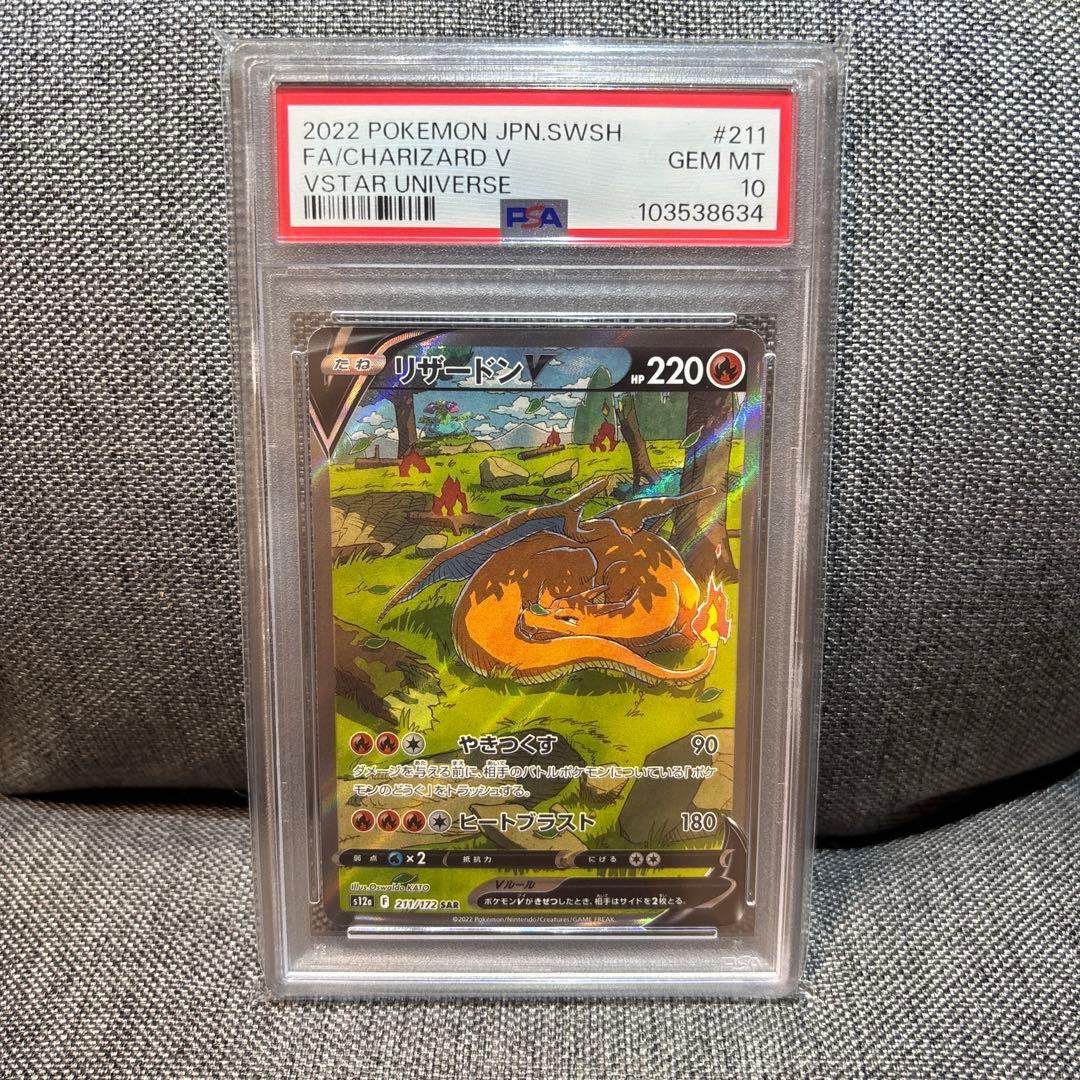 2022 POKEMON JPN.SWSH #211
FA/CHARIZARD V GEM MT
VSTAR UNIVERSE 10
PSA 103538634
たね リザードンV HP 220
やきつくす 90
ダメージを与える前に、相手のバトルポケモンについている「ポケ
モンのどうぐ」をトラッシュする。
ヒートブラスト 180
弱点 ×2 抵抗力 にげる
Illus. Oswaldo KATO
Vルール
s12a F 211/172 SAR ポケモンVがきぜつしたとき、相手はサイドを2枚とる。
©2022 Pokémon/Nintendo/Creatures/GAME FREAK.
PSA